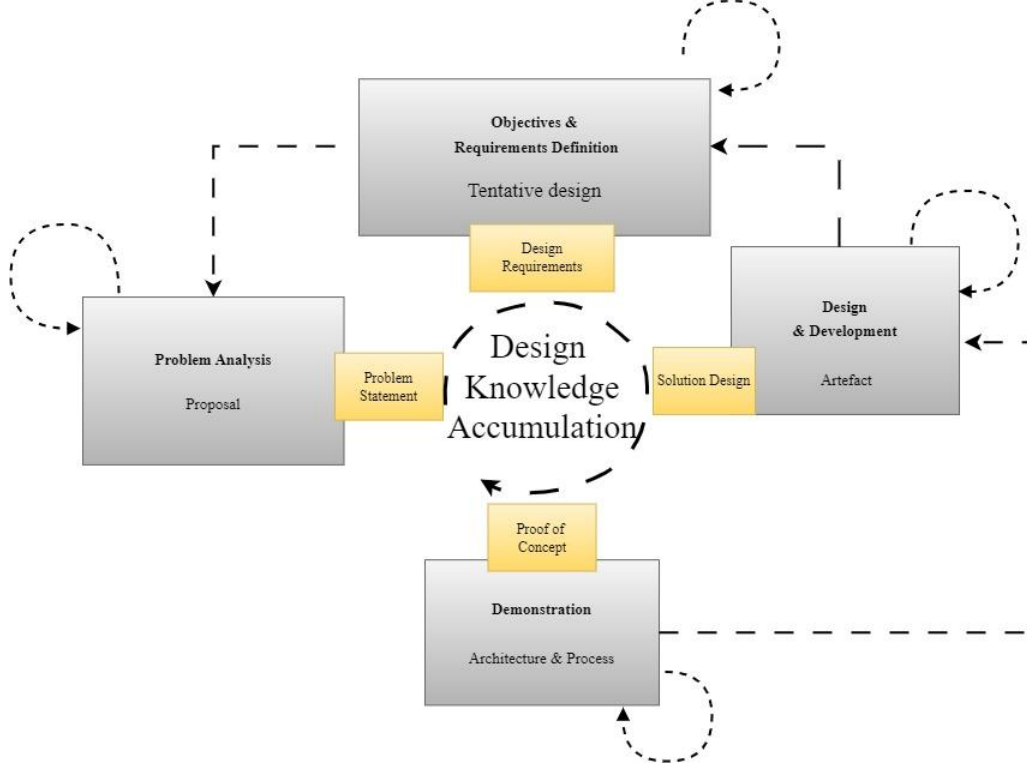 Objectives &
Requirements Definition
Tentative design
Design
Requirements
Problem Analysis
Proposal
Problem
Statement
Design
Knowledge
Accumulation
Solution Design
Design
& Development
Artefact
Proof of
Concept
Demonstration
Architecture & Process